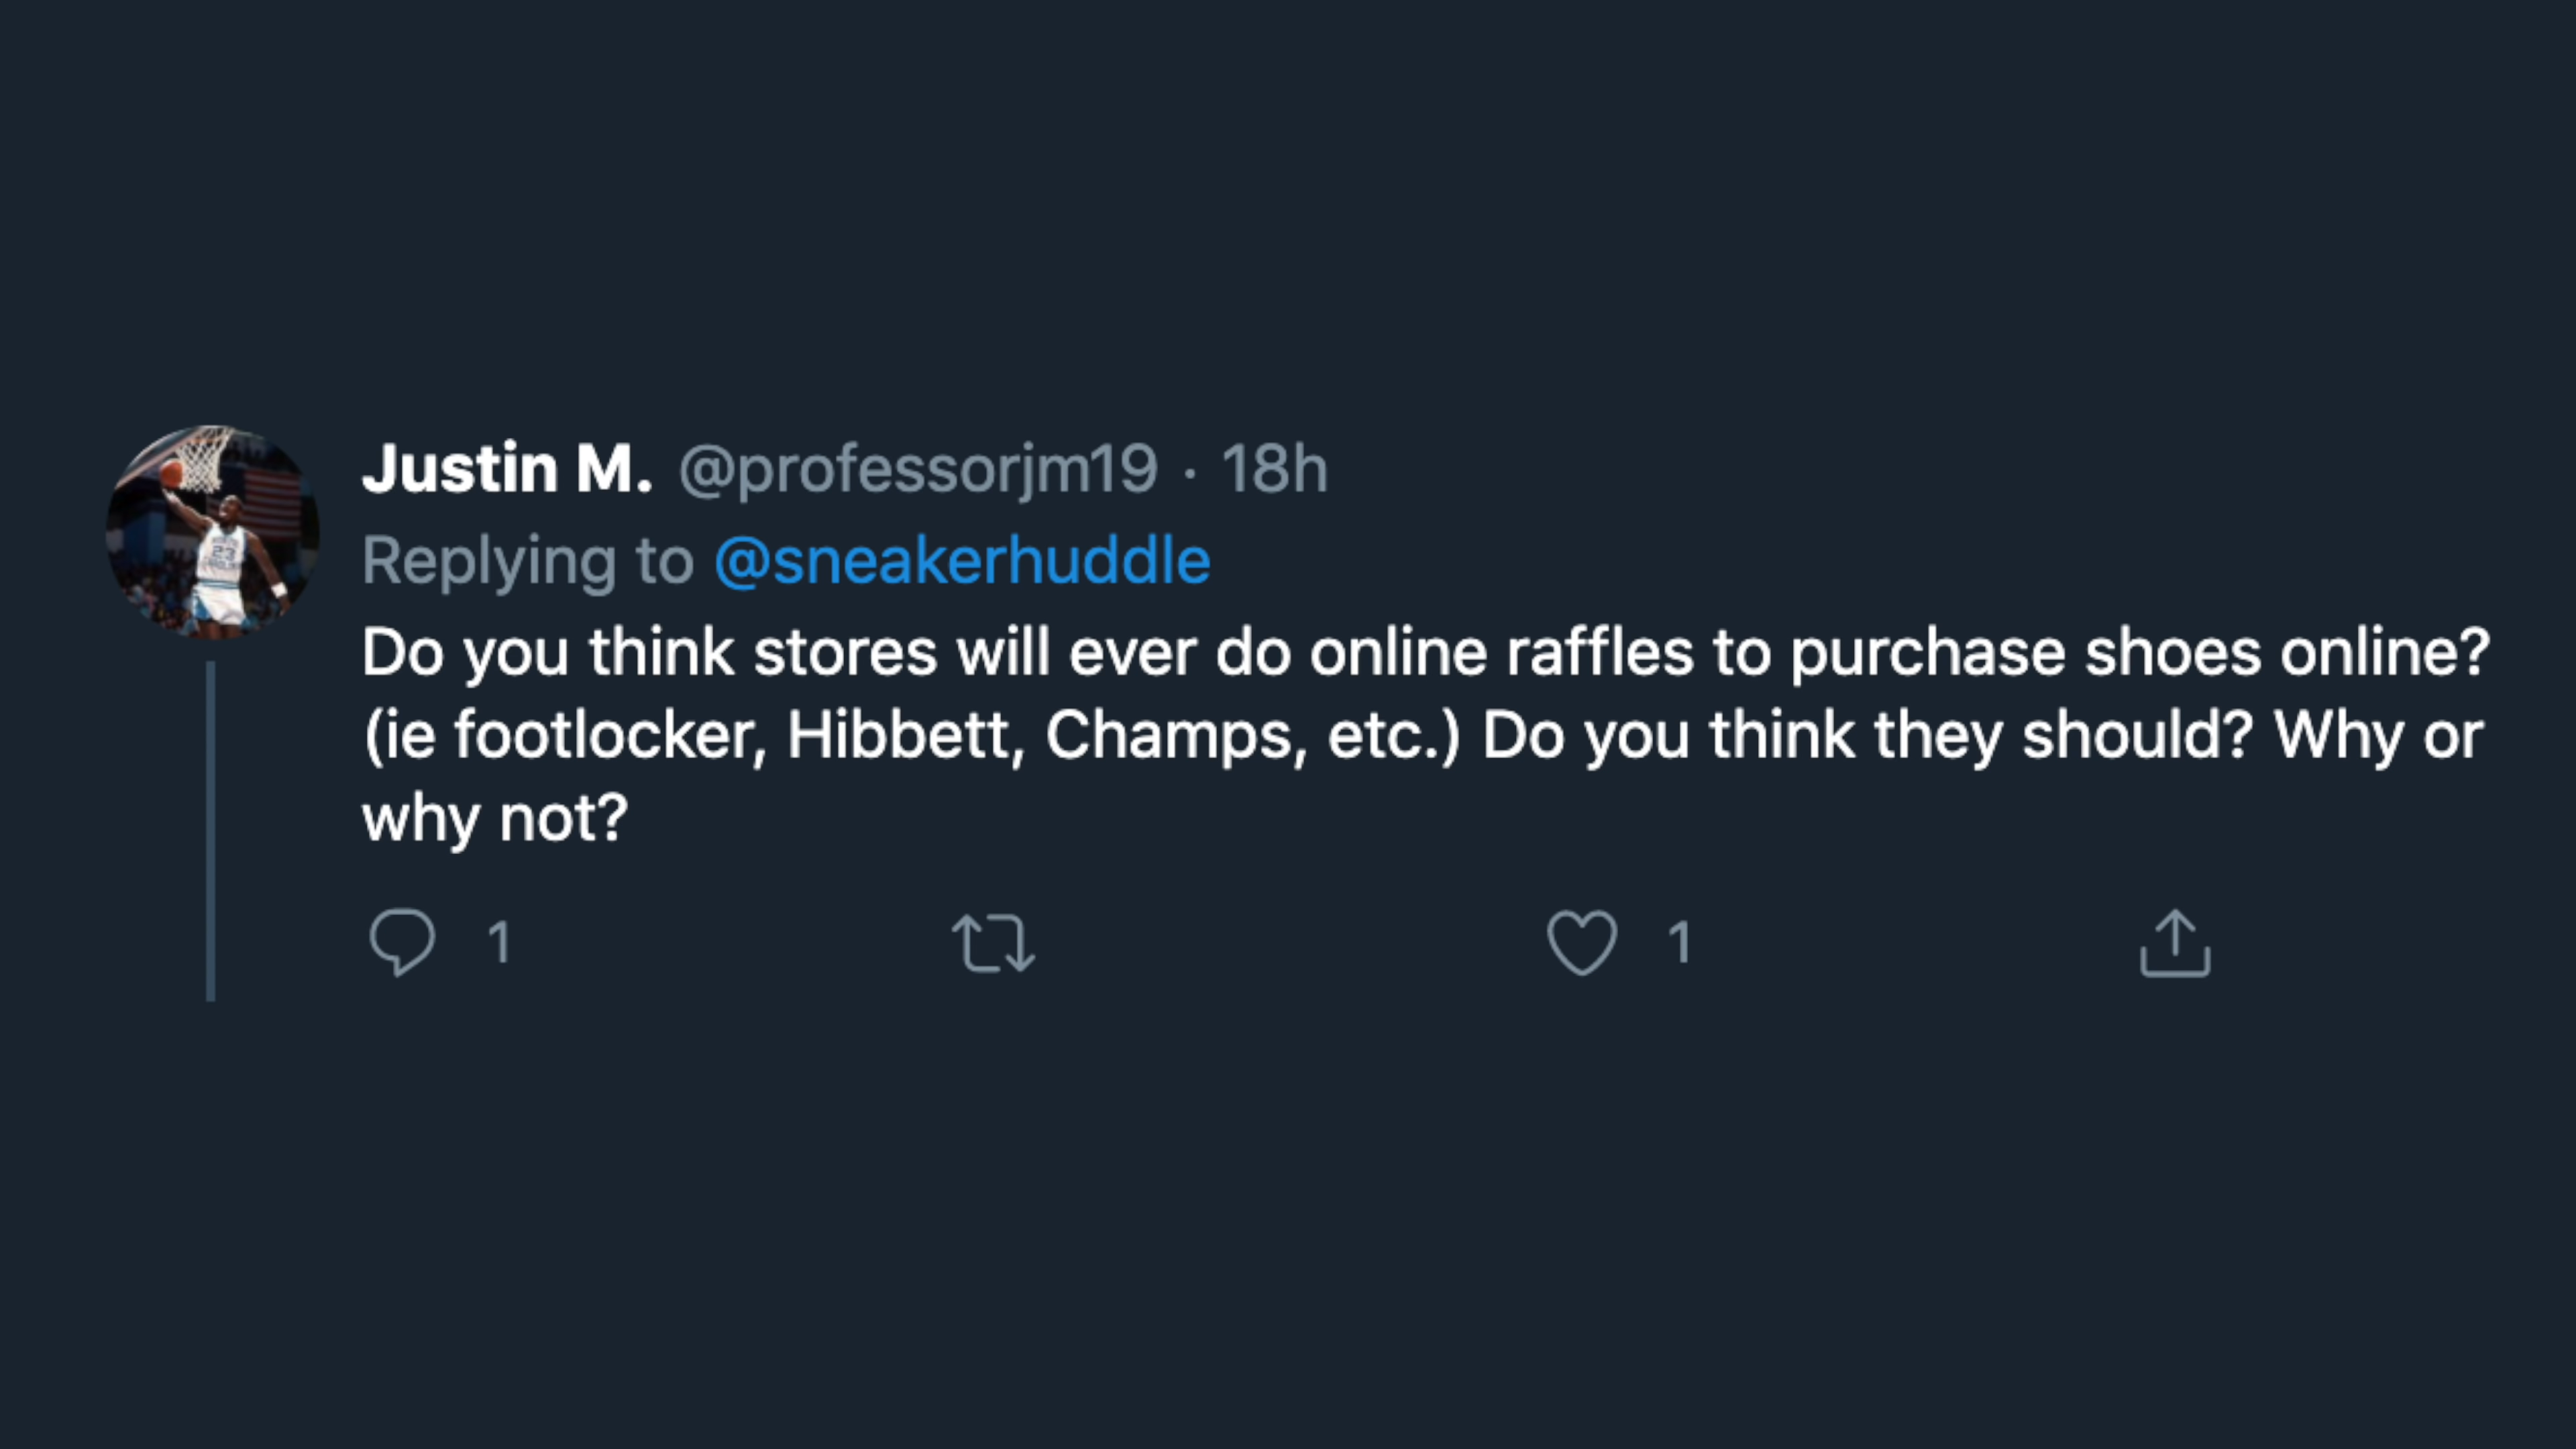 Justin M. @professorjm19 · 18h
Replying to @sneakerhuddle
Do you think stores will ever do online raffles to purchase shoes online?
(ie footlocker, Hibbett, Champs, etc.) Do you think they should? Why or
why not?
1 1